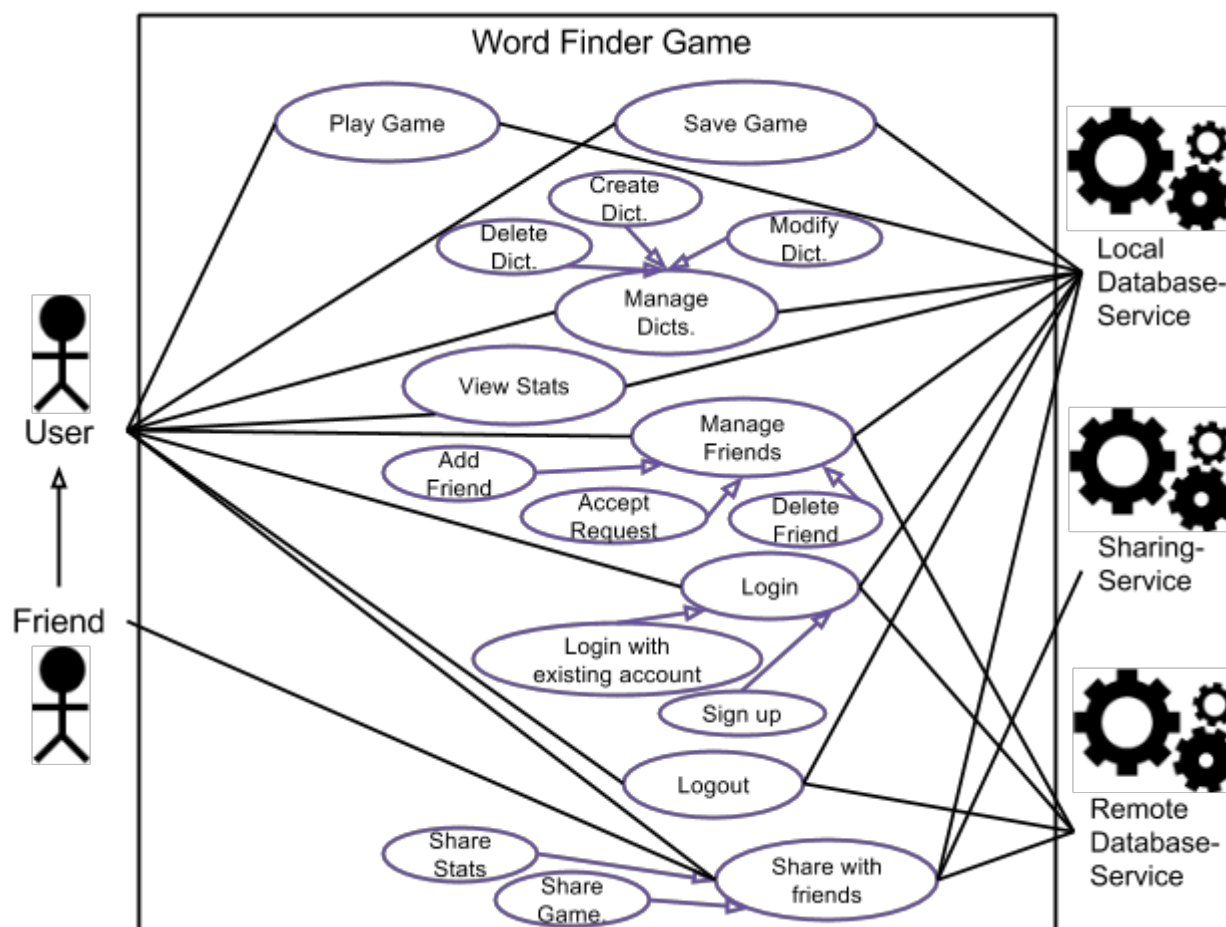 Word Finder Game
Play Game
Save Game
Create
Dict.
Delete
Dict.
Modify
Dict.
Manage
Dicts.
View Stats
Manage
Friends
Add
Friend
Accept
Request
Delete
Friend
Login
Login with
existing account
Sign up
Logout
Share
Stats
Share
Game.
Share with
friends
User
Friend
Local
Database-
Service
Sharing-
Service
Remote
Database-
Service